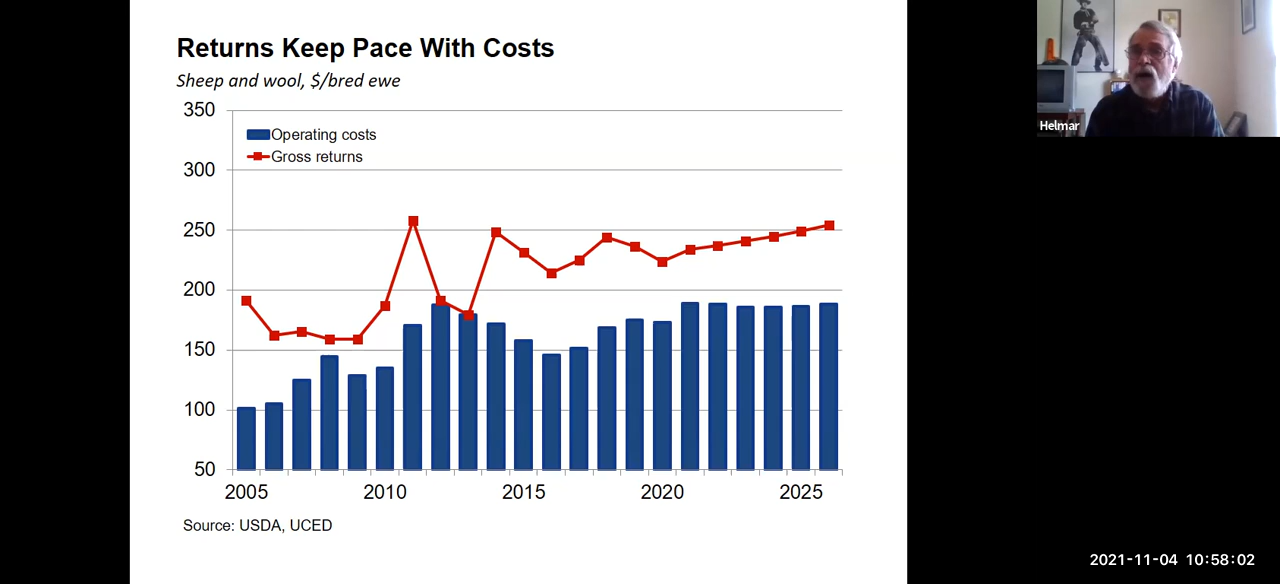 Returns Keep Pace With Costs
Sheep and wool, $/bred ewe
350
Operating costs
Gross returns
300
250
200
150
100
50
2005 2010 2015 2020 2025
Source: USDA, UCED
Helmar
2021-11-04 10:58:02